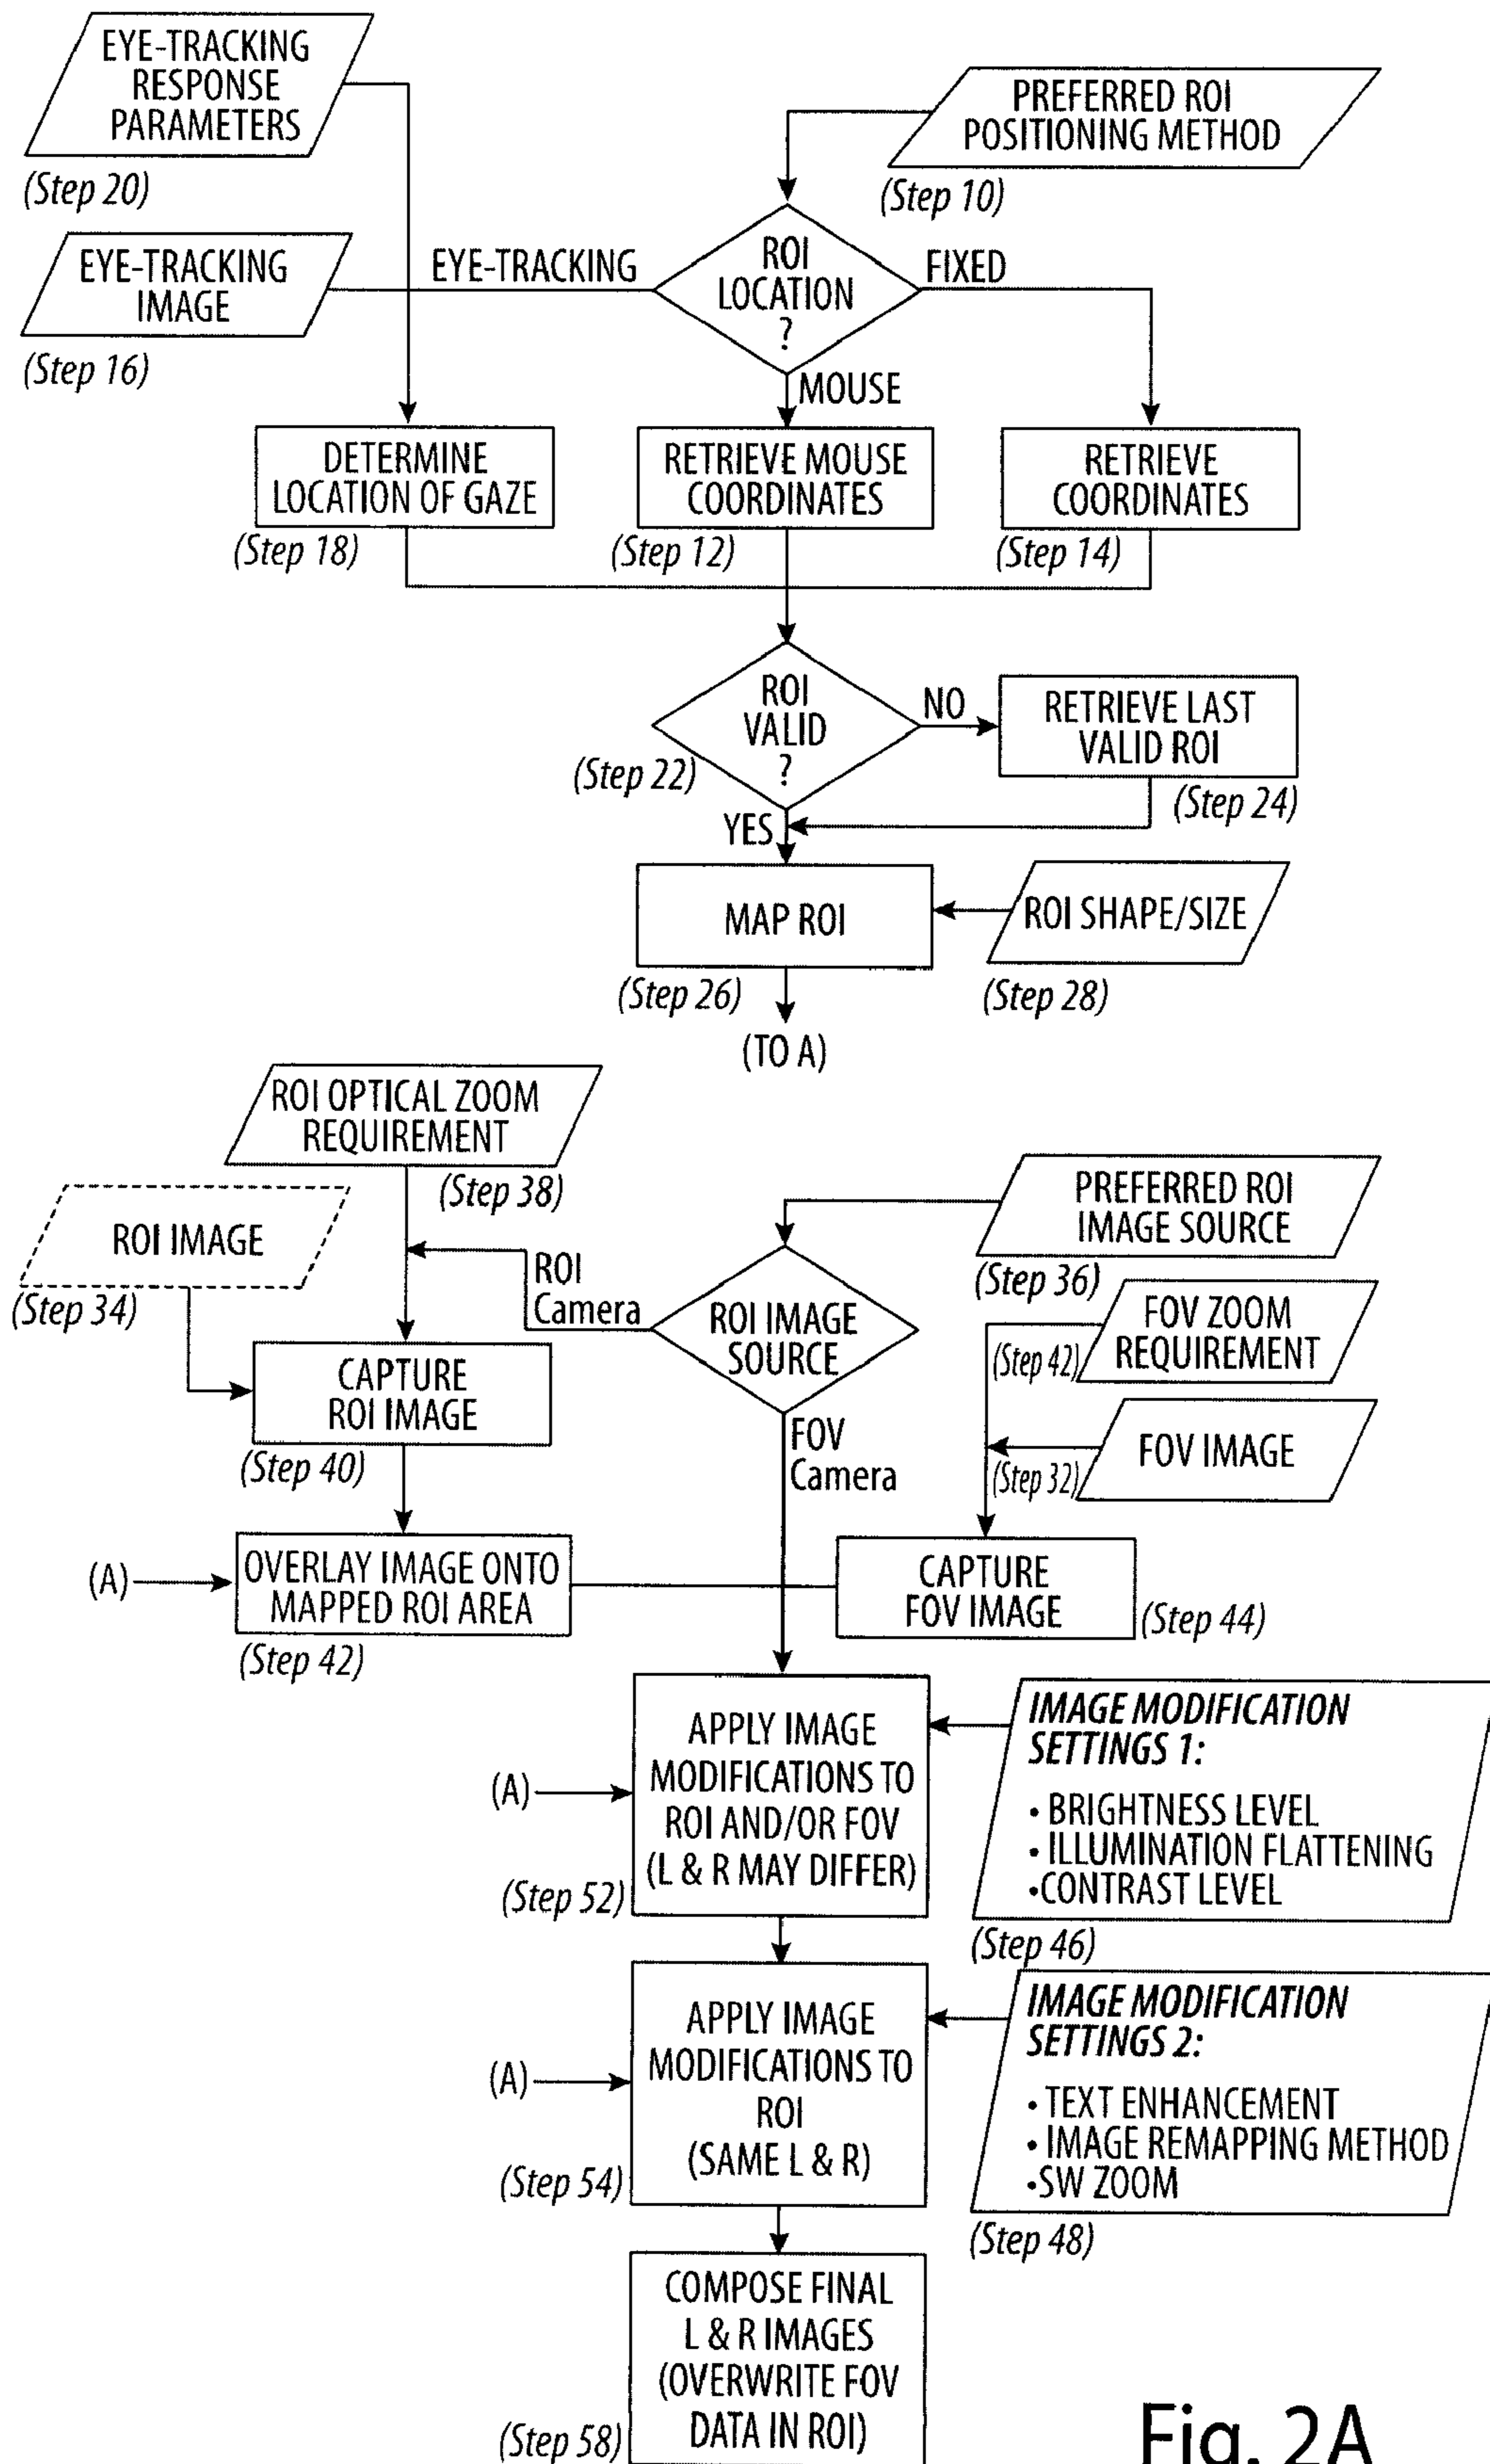 EYE-TRACKING
RESPONSE
PARAMETERS
(Step 20)
PREFERRED ROI
POSITIONING METHOD
(Step 10)
EYE-TRACKING
IMAGE
(Step 16)
EYE-TRACKING
ROI
LOCATION
?
FIXED
MOUSE
DETERMINE
LOCATION OF GAZE
(Step 18)
RETRIEVE MOUSE
COORDINATES
(Step 12)
RETRIEVE
COORDINATES
(Step 14)
ROI
VALID
?
(Step 22)
NO
RETRIEVE LAST
VALID ROI
(Step 24)
YES
MAP ROI
(Step 26)
ROI SHAPE/SIZE
(Step 28)
(TO A)
ROI OPTICAL ZOOM
REQUIREMENT
(Step 38)
ROI IMAGE
(Step 34)
ROI
Camera
PREFERRED ROI
IMAGE SOURCE
(Step 36)
ROI IMAGE
SOURCE
FOV ZOOM
REQUIREMENT
(Step 42)
CAPTURE
ROI IMAGE
(Step 40)
FOV
Camera
FOV IMAGE
(Step 32)
(A)
OVERLAY IMAGE ONTO
MAPPED ROI AREA
(Step 42)
CAPTURE
FOV IMAGE
(Step 44)
(A)
APPLY IMAGE
MODIFICATIONS TO
ROI AND/OR FOV
(L & R MAY DIFFER)
(Step 52)
IMAGE MODIFICATION
SETTINGS 1:
• BRIGHTNESS LEVEL
• ILLUMINATION FLATTENING
•CONTRAST LEVEL
(Step 46)
(A)
APPLY IMAGE
MODIFICATIONS TO
ROI
(SAME L & R)
(Step 54)
IMAGE MODIFICATION
SETTINGS 2:
• TEXT ENHANCEMENT
• IMAGE REMAPPING METHOD
•SW ZOOM
(Step 48)
COMPOSE FINAL
L & R IMAGES
(OVERWRITE FOV
DATA IN ROI)
(Step 58)
Fig. 2A